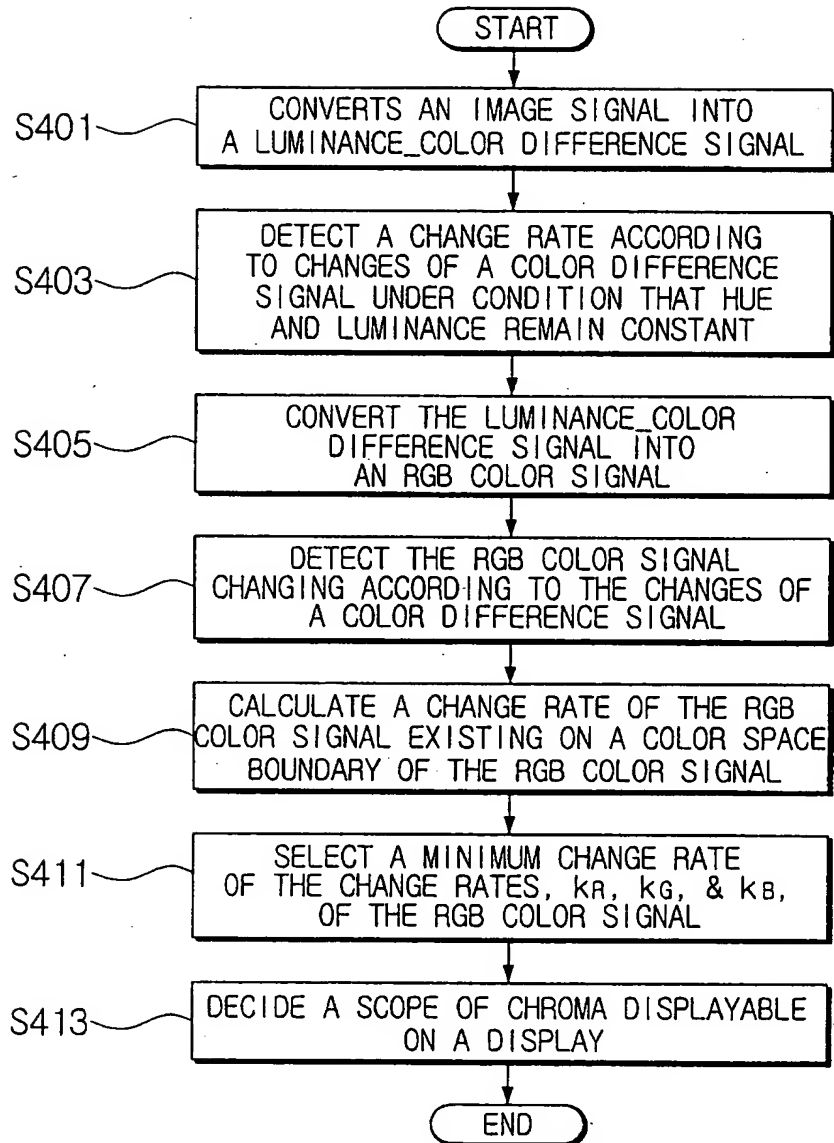 START
S401
CONVERTS AN IMAGE SIGNAL INTO
A LUMINANCE_COLOR DIFFERENCE SIGNAL
S403
DETECT A CHANGE RATE ACCORDING
TO CHANGES OF A COLOR DIFFERENCE
SIGNAL UNDER CONDITION THAT HUE
AND LUMINANCE REMAIN CONSTANT
S405
CONVERT THE LUMINANCE_COLOR
DIFFERENCE SIGNAL INTO
AN RGB COLOR SIGNAL
S407
DETECT THE RGB COLOR SIGNAL
CHANGING ACCORDING TO THE CHANGES OF
A COLOR DIFFERENCE SIGNAL
S409
CALCULATE A CHANGE RATE OF THE RGB
COLOR SIGNAL EXISTING ON A COLOR SPACE
BOUNDARY OF THE RGB COLOR SIGNAL
S411
SELECT A MINIMUM CHANGE RATE
OF THE CHANGE RATES, kR, kG, & kB,
OF THE RGB COLOR SIGNAL
S413
DECIDE A SCOPE OF CHROMA DISPLAYABLE
ON A DISPLAY
END